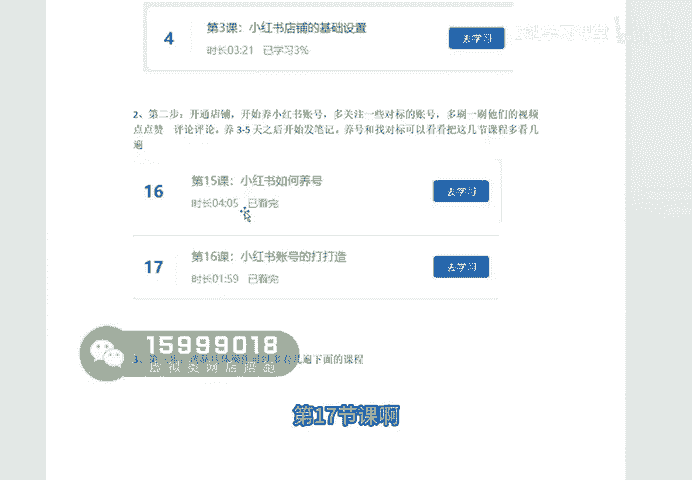 4
第3课：小红书店铺的基础设置
时长03:21 已学习3%
去学习
2、第二步：开通店铺，开始养小红书账号，多关注一些对标的账号，多刷一刷他们的视频
点点赞 评论评论，养 3-5 天之后开始发笔记，养号和找对标可以看看把这几节课程多看几
遍
16
第15课：小红书如何养号
时长04:05 已看完
去学习
17
第16课：小红书账号的打打造
时长01:59 已看完
去学习
15999018
虚拟类网店陪跑
3、第三步：
下面的课程
第17节课啊